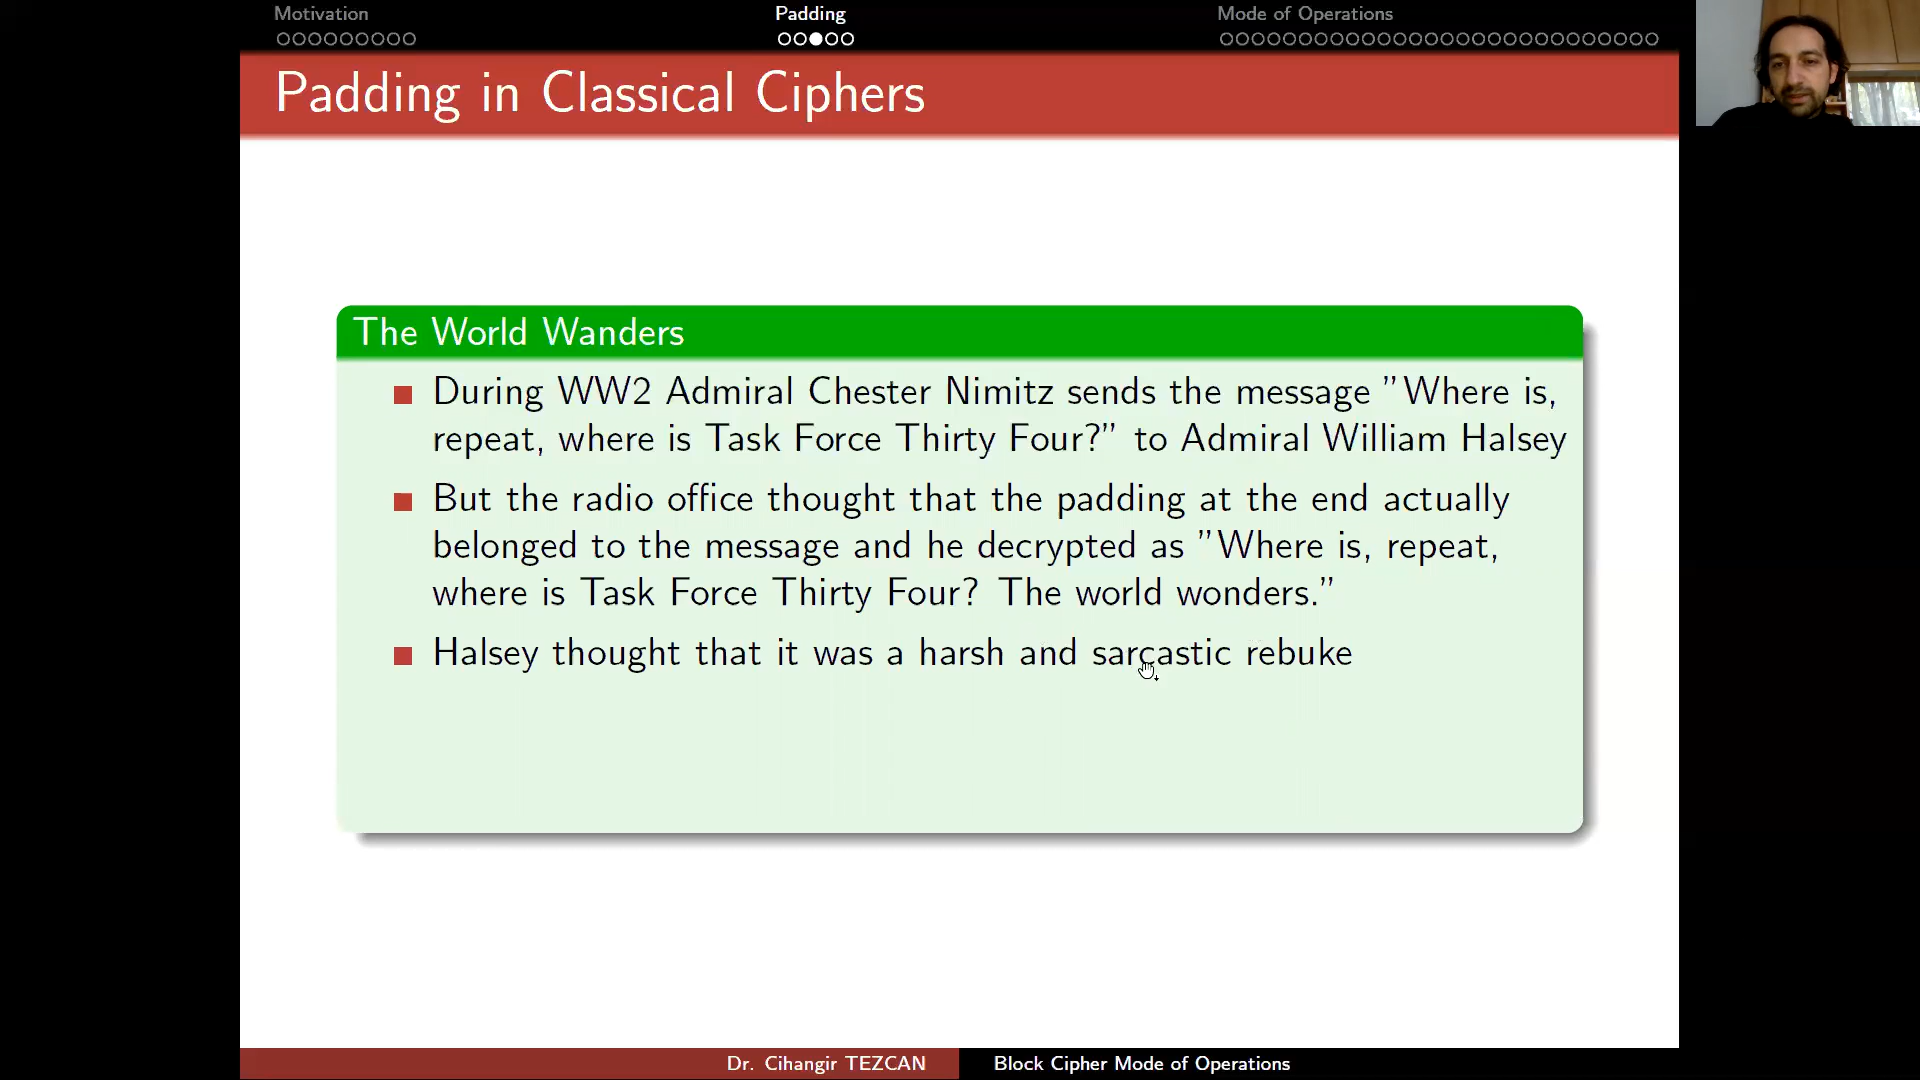 Motivation
Padding
Mode of Operations
Padding in Classical Ciphers
The World Wanders
During WW2 Admiral Chester Nimitz sends the message ”Where is,
repeat, where is Task Force Thirty Four?” to Admiral William Halsey
But the radio office thought that the padding at the end actually
belonged to the message and he decrypted as ”Where is, repeat,
where is Task Force Thirty Four? The world wonders.”
Halsey thought that it was a harsh and sarcastic rebuke
Dr. Cihangir TEZCAN
Block Cipher Mode of Operations